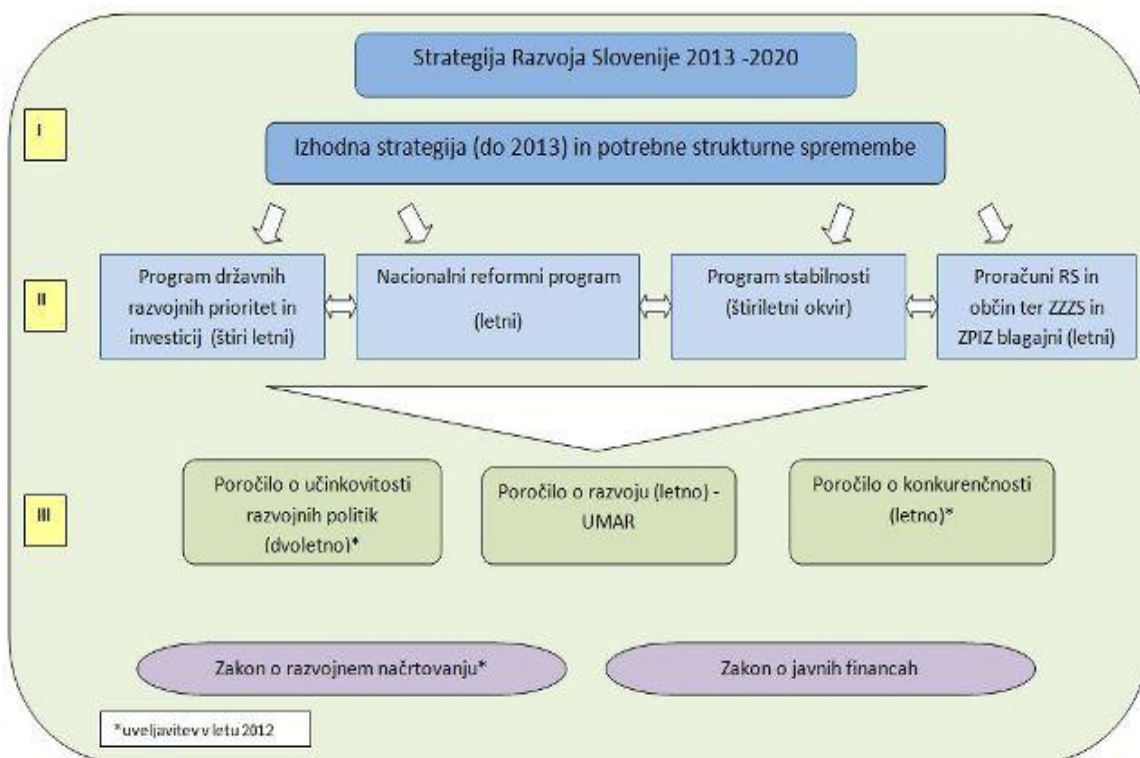 Strategija Razvoja Slovenije 2013 -2020
I
Izhodna strategija (do 2013) in potrebne strukturne spremembe
II
Program državnih
razvojnih prioritet in
investicij (štiri letni)
Nacionalni reformni program
(letni)
Program stabilnosti
(štiriletni okvir)
Proračuni RS in
občin ter ZZZS in
ZPIZ blagajni (letni)
III
Poročilo o učinkovitosti
razvojnih politik
(dvoletno)*
Poročilo o razvoju (letno) -
UMAR
Poročilo o konkurenčnosti
(letno)*
Zakon o razvojnem načrtovanju*
Zakon o javnih financah
*uveljavitev v letu 2012